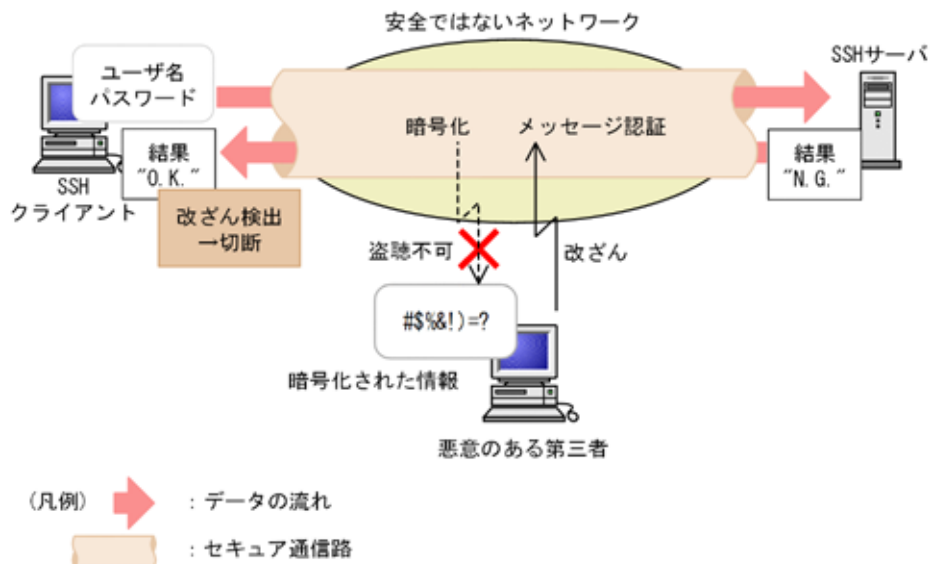 安全ではないネットワーク
SSHサーバ
ユーザ名
パスワード
暗号化
メッセージ認証
結果
"O.K."
結果
"N.G."
SSH
クライアント
改ざん検出
→切断
盗聴不可
改ざん
#$%&!)=?
暗号化された情報
悪意のある第三者
(凡例)
：データの流れ
：セキュア通信路